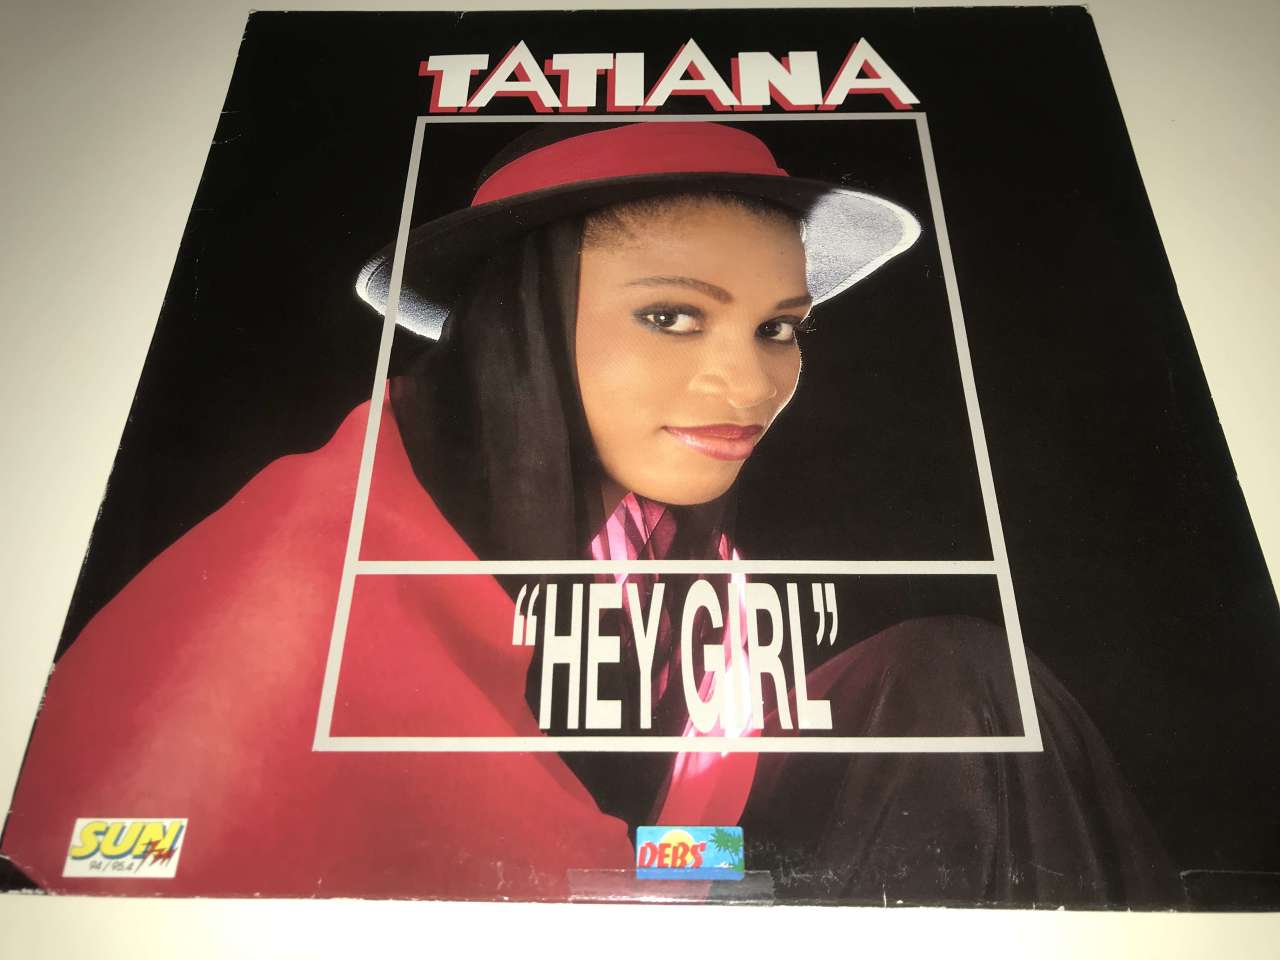 TATIANA
"HEY GIRL"
SUN FM
94 / 95.4
DEBS